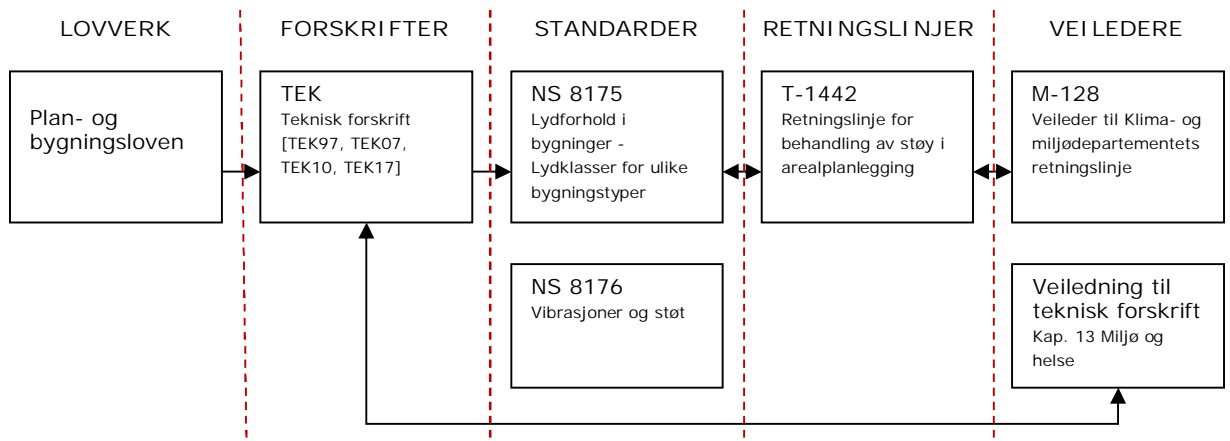 LOVVERK
FORSKRIFTER
STANDARDER
RETNINGSLINJER
VEILEDERE
Plan- og
bygningsloven
TEK
Teknisk forskrift
[TEK97, TEK07,
TEK10, TEK17]
NS 8175
Lydforhold i
bygninger -
Lydklasser for ulike
bygningstyper
T-1442
Retningslinje for
behandling av støy i
arealplanlegging
M-128
Veileder til Klima- og
miljødepartementets
retningslinje
NS 8176
Vibrasjoner og støt
Veiledning til
teknisk forskrift
Kap. 13 Miljø og
helse